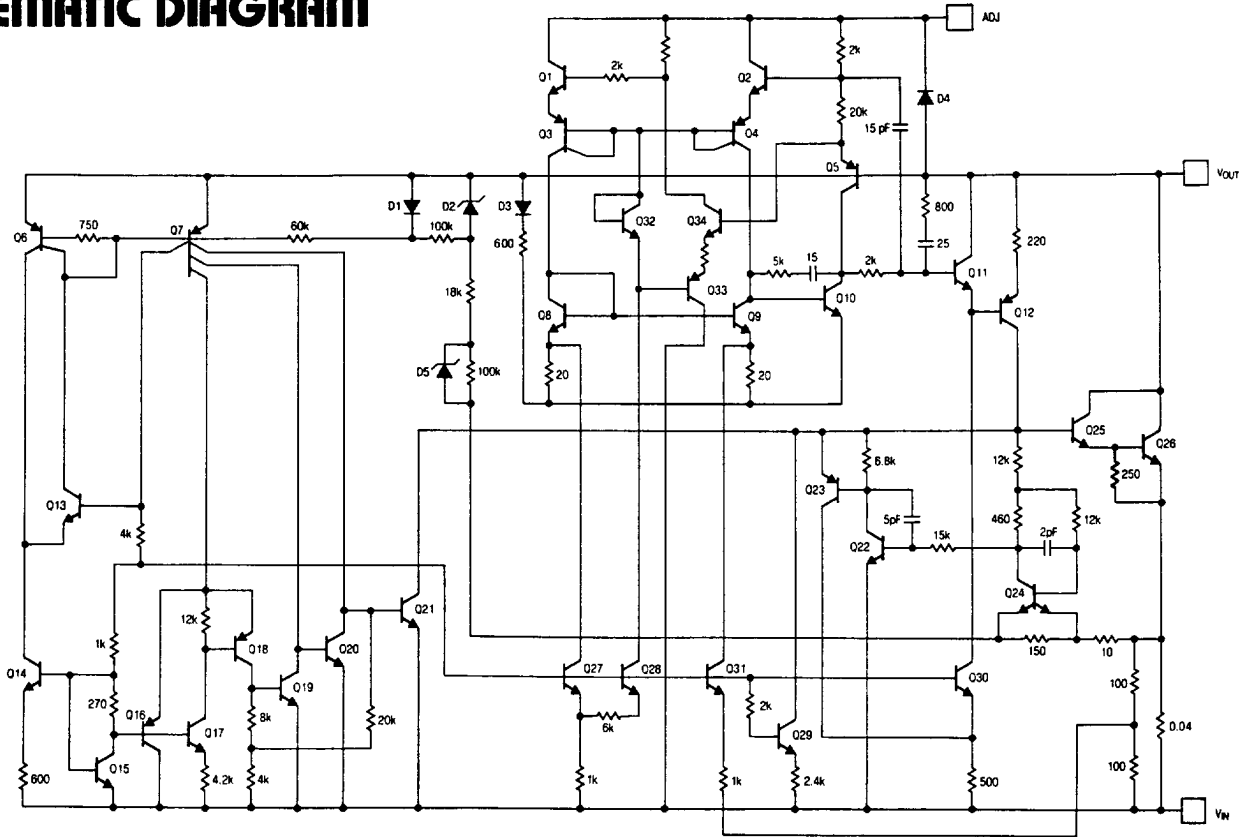 EMATIC DIAGRAM
ADJ
2k
Q1
2k
Q2
D4
20k
15 pF
Q3
Q4
Q5
VOUT
Q6
750
Q7
60k
D1
100k
D2
D3
600
Q32
Q34
800
25
220
5k
15
2k
Q11
Q33
Q10
Q12
18k
Q8
Q9
D5
100k
20
20
Q25
Q26
250
6.8k
12k
Q23
5pF
460
12k
Q13
4k
Q22
15k
2pF
Q24
Q21
12k
Q18
Q20
150
10
1k
Q14
270
Q19
Q27
Q28
Q31
Q30
100
Q16
Q17
8k
20k
6k
2k
Q29
0.04
600
Q15
4.2k
4k
1k
1k
2.4k
500
100
VIN